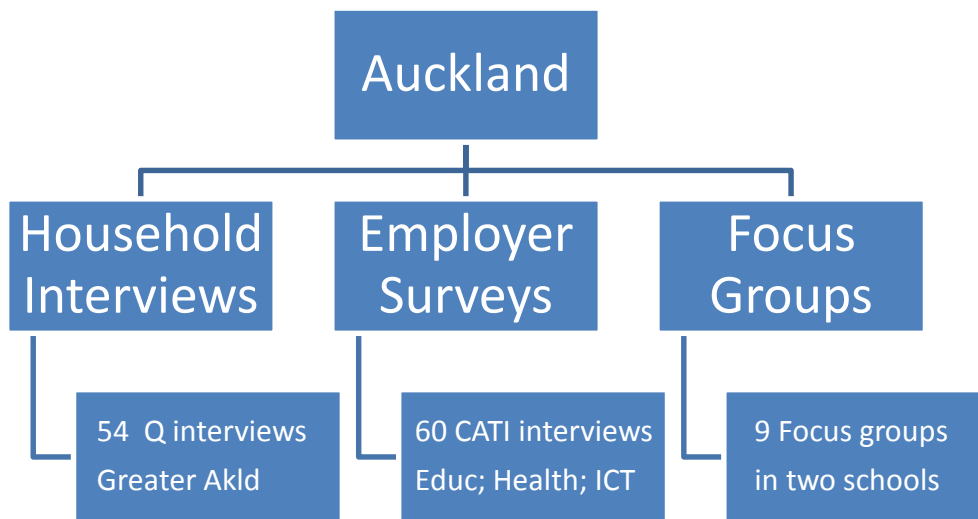 Auckland
Household
Interviews
Employer
Surveys
Focus
Groups
54 Q interviews
Greater Akld
60 CATI interviews
Educ; Health; ICT
9 Focus groups
in two schools